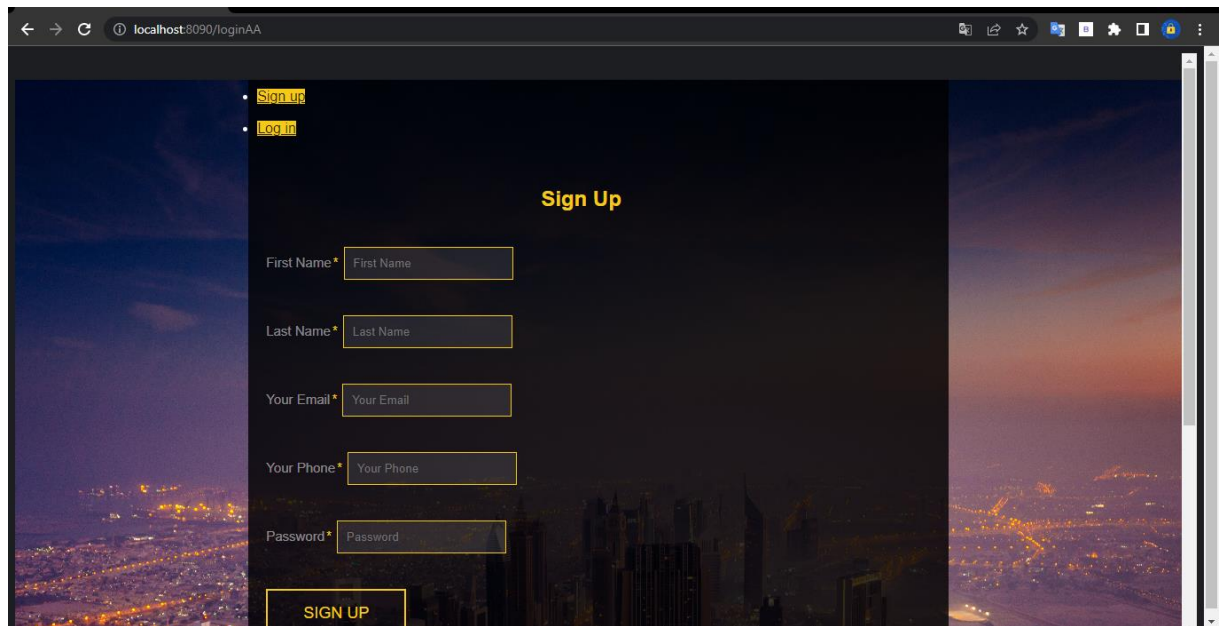 localhost:8090/loginAA
Sign up
Log in
Sign Up
First Name* First Name
Last Name* Last Name
Your Email* Your Email
Your Phone* Your Phone
Password* Password
SIGN UP